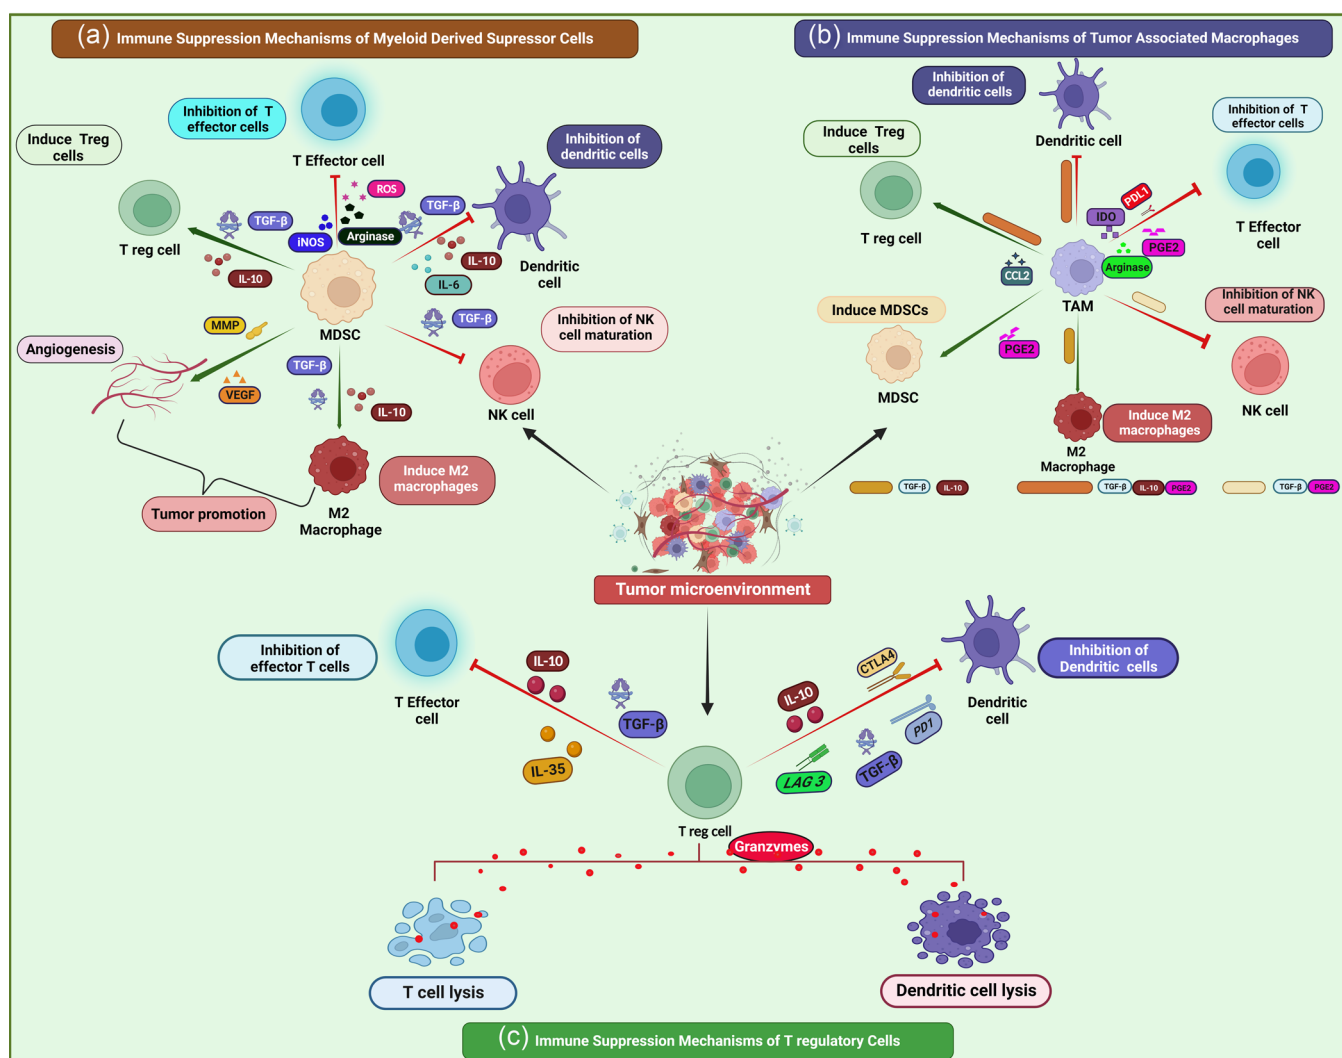 (a) Immune Suppression Mechanisms of Myeloid Derived Supressor Cells
Inhibition of T
effector cells
T Effector cell
Induce Treg
cells
T reg cell
TGF-β
IL-10
iNOS
ROS
Arginase
TGF-β
IL-10
IL-6
Inhibition of
dendritic cells
Dendritic
cell
MDSC
TGF-β
Inhibition of NK
cell maturation
NK cell
MMP
VEGF
Angiogenesis
TGF-β
IL-10
Induce M2
macrophages
M2
Macrophage
Tumor promotion
(b) Immune Suppression Mechanisms of Tumor Associated Macrophages
Inhibition of
dendritic cells
Dendritic cell
Induce Treg
cells
T reg cell
Inhibition of T
effector cells
T Effector
cell
PDL1
IDO
PGE2
Arginase
CCL2
TAM
Induce MDSCs
MDSC
PGE2
Inhibition of NK
cell maturation
NK cell
Induce M2
macrophages
M2
Macrophage
TGF-β IL-10
TGF-β IL-10 PGE2
TGF-β PGE2
Tumor microenvironment
Inhibition of
effector T cells
T Effector
cell
IL-10
TGF-β
IL-35
IL-10
CTLA4
PD1
TGF-β
LAG 3
Inhibition of
Dendritic cells
Dendritic
cell
T reg cell
Granzymes
T cell lysis
Dendritic cell lysis
(c) Immune Suppression Mechanisms of T regulatory Cells